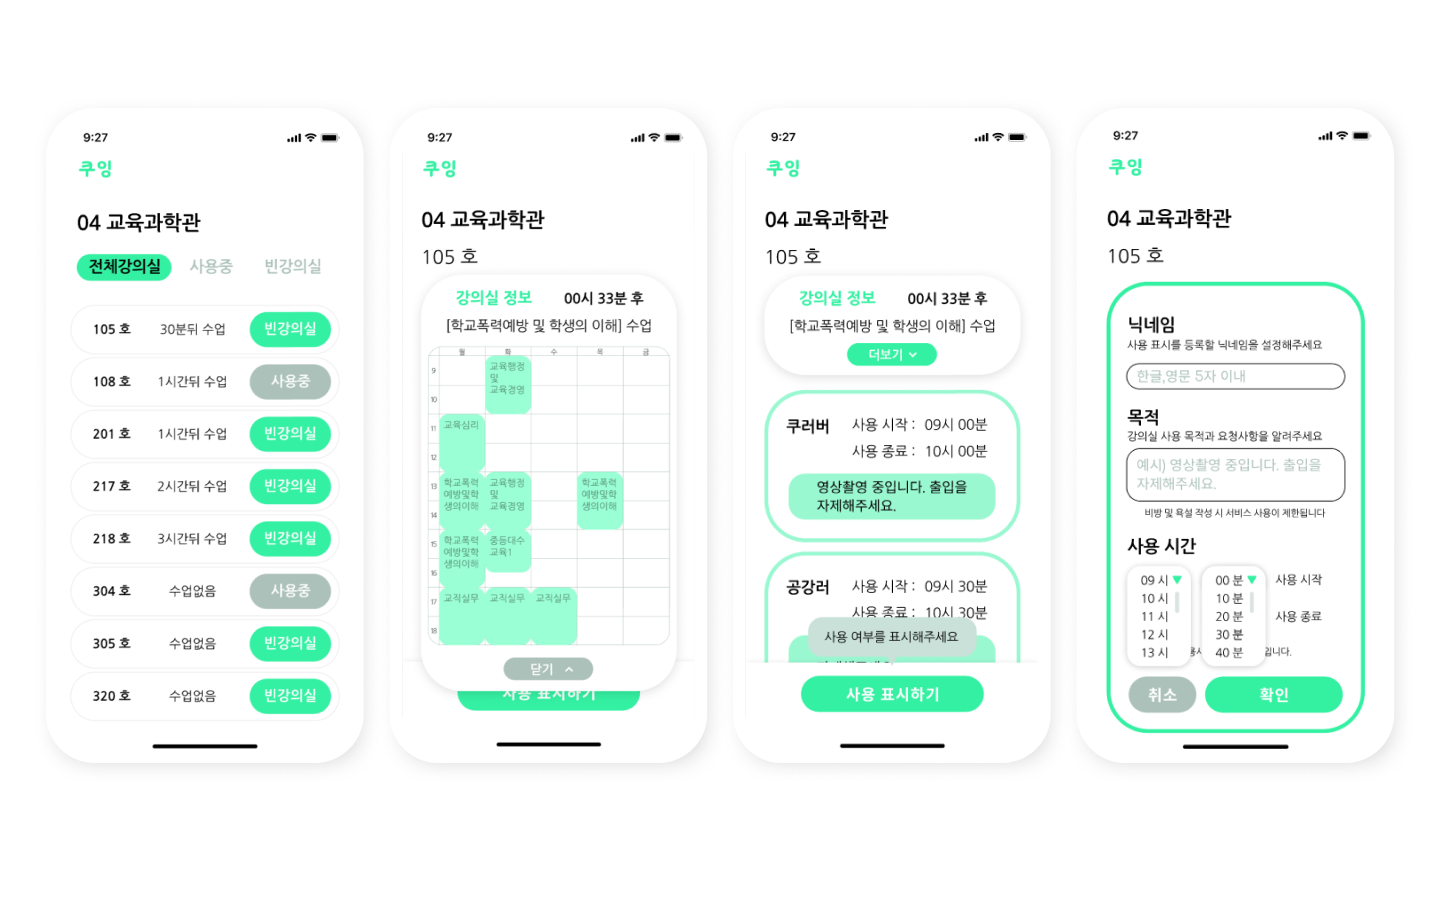 9:27
쿠잉
04 교육과학관
전체강의실 사용중 빈강의실
105 호 30분뒤 수업 빈강의실
108 호 1시간뒤 수업 사용중
201 호 1시간뒤 수업 빈강의실
217 호 2시간뒤 수업 빈강의실
218 호 3시간뒤 수업 빈강의실
304 호 수업없음 사용중
305 호 수업없음 빈강의실
320 호 수업없음 빈강의실
9:27
쿠잉
04 교육과학관
105 호
강의실 정보 00시 33분 후
[학교폭력예방 및 학생의 이해] 수업
월 화 수 목 금
9
교육행정
및
교육경영
10
11
교육심리
12
13
학교폭력 교육행정 학교폭력
예방및학 및 예방및학
생의이해 교육경영 생의이해
14
15
학교폭력 중등대수
예방및학 교육1
생의이해
16
17
교직실무 교직실무 교직실무
18
닫기
사용 표시하기
9:27
쿠잉
04 교육과학관
105 호
강의실 정보 00시 33분 후
[학교폭력예방 및 학생의 이해] 수업
더보기
쿠러버 사용 시작 : 09시 00분
사용 종료 : 10시 00분
영상촬영 중입니다. 출입을
자제해주세요.
공강러 사용 시작 : 09시 30분
사용 종료 : 10시 30분
사용 여부를 표시해주세요
사용 표시하기
9:27
쿠잉
04 교육과학관
105 호
닉네임
사용 표시를 등록할 닉네임을 설정해주세요
한글,영문 5자 이내
목적
강의실 사용 목적과 요청사항을 알려주세요
예시) 영상촬영 중입니다. 출입을
자제해주세요.
비방 및 욕설 작성 시 서비스 사용이 제한됩니다
사용 시간
09 시 00 분 사용 시작
10 시 10 분
11 시 20 분 사용 종료
12 시 30 분
13 시 40 분 입니다.
취소 확인